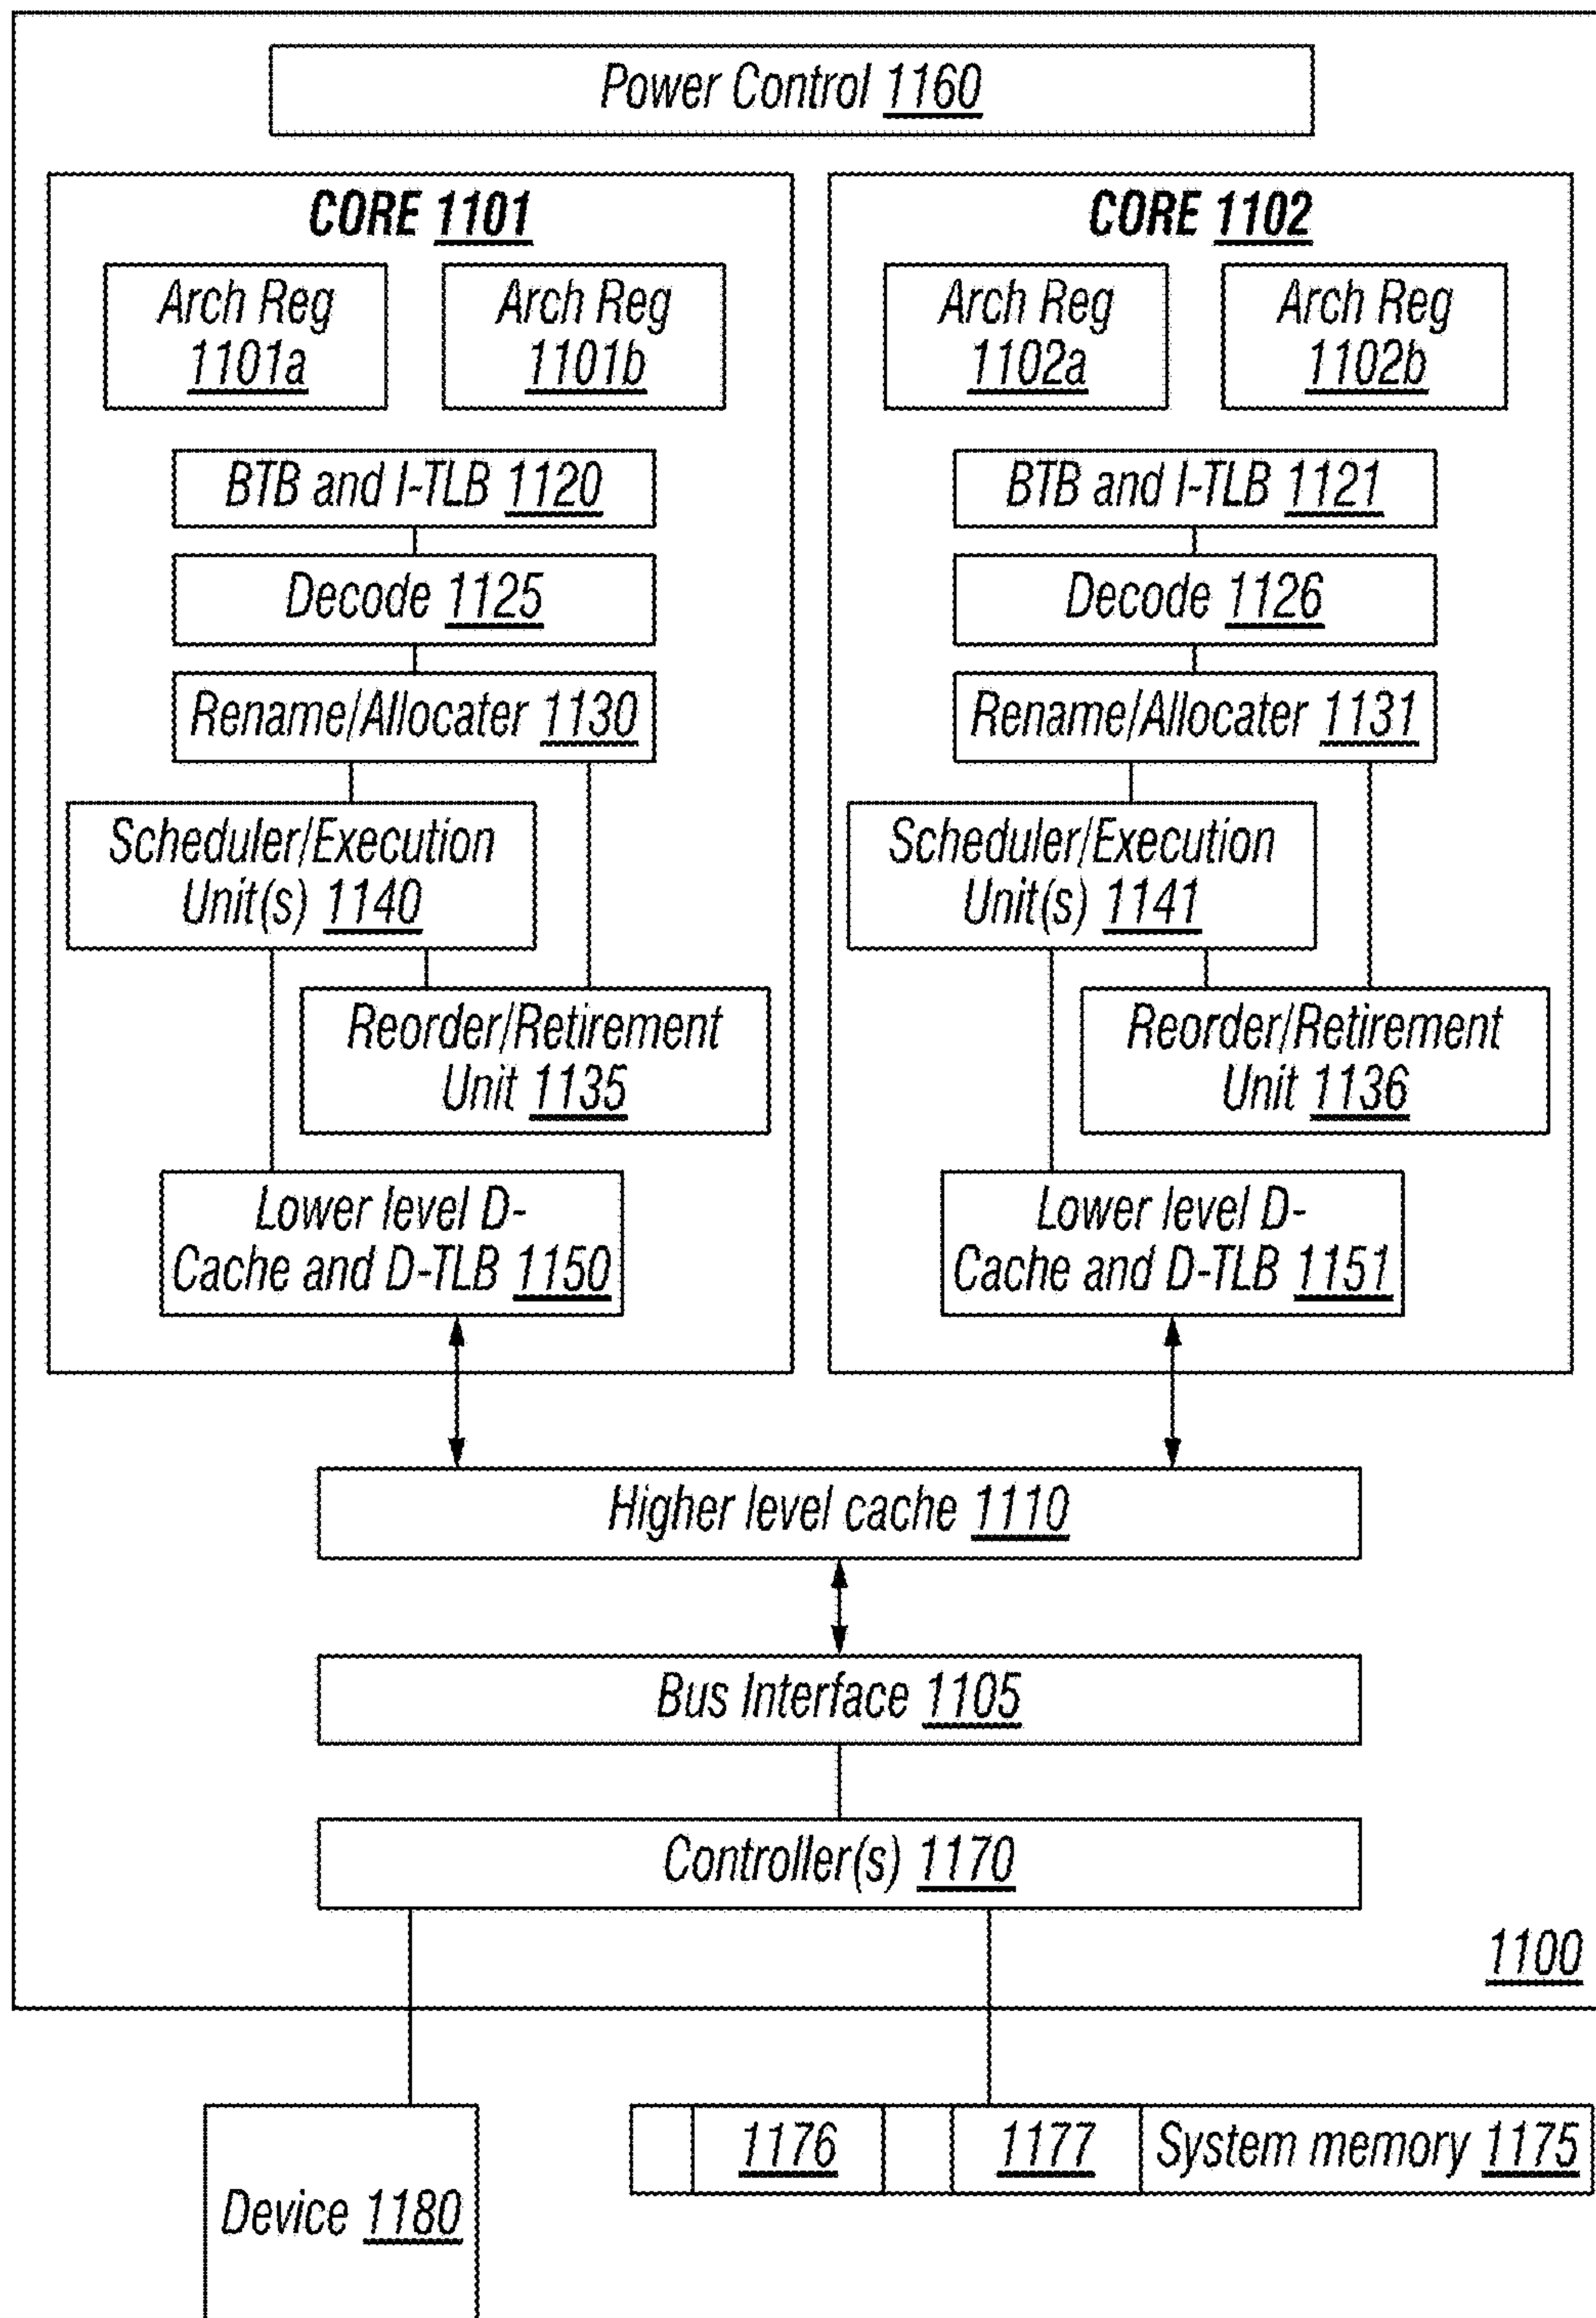 Power Control 1160
CORE 1101
Arch Reg
1101a
Arch Reg
1101b
BTB and I-TLB 1120
Decode 1125
Rename/Allocater 1130
Scheduler/Execution
Unit(s) 1140
Reorder/Retirement
Unit 1135
Lower level D-
Cache and D-TLB 1150
CORE 1102
Arch Reg
1102a
Arch Reg
1102b
BTB and I-TLB 1121
Decode 1126
Rename/Allocater 1131
Scheduler/Execution
Unit(s) 1141
Reorder/Retirement
Unit 1136
Lower level D-
Cache and D-TLB 1151
Higher level cache 1110
Bus Interface 1105
Controller(s) 1170
1100
Device 1180
1176
1177
System memory 1175